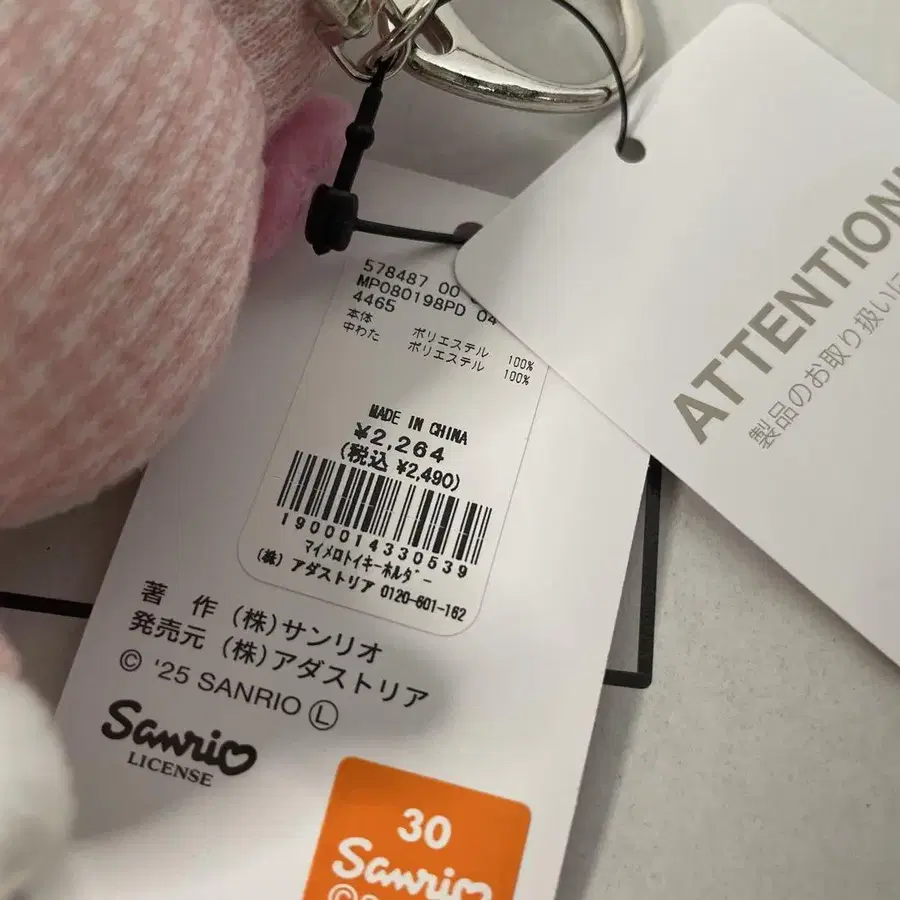 578487 00
MP080198PD 04
4465
本体 ポリエステル 100%
中わた ポリエステル 100%
MADE IN CHINA
¥2,264
(税込 ¥2,490)
1900014330539
マイメロトイキーホルダー
(株) アダストリア 0120-601-162
著 作 (株)サンリオ
発売元 (株)アダストリア
© '25 SANRIO Ⓛ
Sanrio
LICENSE
30
Sanrio
ATTENTION
製品のお取り扱いに